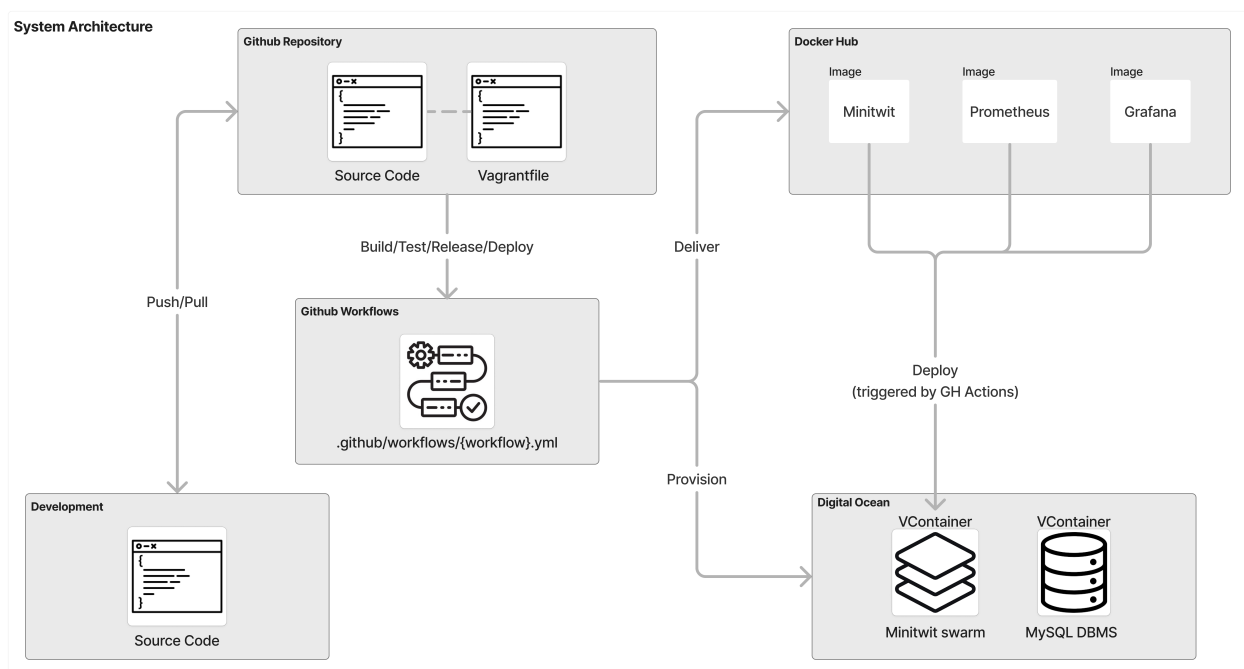 System Architecture
Github Repository
Source Code
Vagrantfile
Docker Hub
Image
Minitwit
Image
Prometheus
Image
Grafana
Build/Test/Release/Deploy
Deliver
Push/Pull
Github Workflows
.github/workflows/{workflow}.yml
Deploy
(triggered by GH Actions)
Provision
Development
Source Code
Digital Ocean
VContainer
Minitwit swarm
VContainer
MySQL DBMS